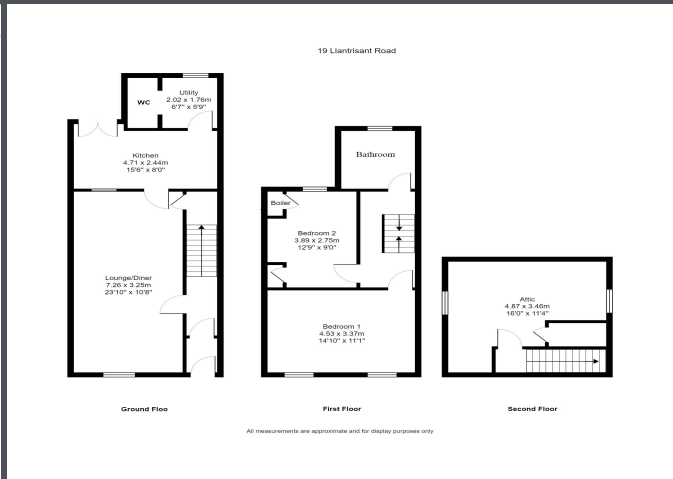 19 Llantrisant Road
WC
Utility
2.02 x 1.76m
6'7" x 5'9"
Kitchen
4.71 x 2.44m
15'6" x 8'0"
Lounge/Diner
7.26 x 3.25m
23'10" x 10'8"
Ground Floo
Bathroom
Boiler
Bedroom 2
3.89 x 2.75m
12'9" x 9'0"
Bedroom 1
4.53 x 3.37m
14'10" x 11'1"
First Floor
Attic
4.87 x 3.46m
16'0" x 11'4"
Second Floor
All measurements are approximate and for display purposes only